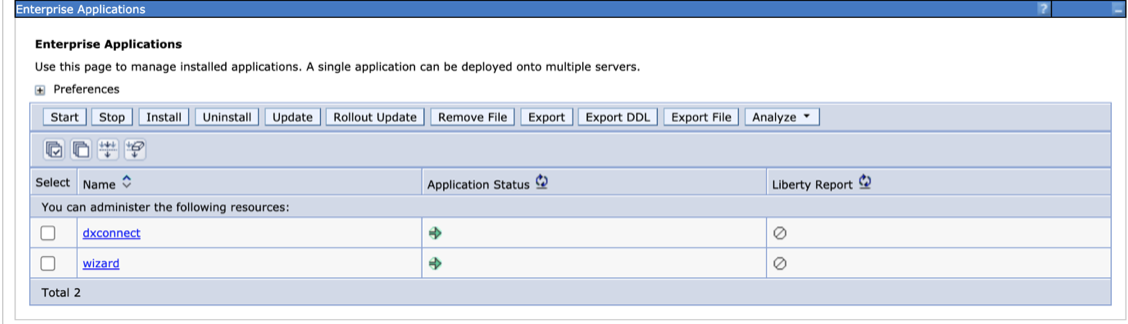 Enterprise Applications
?
Enterprise Applications
Use this page to manage installed applications. A single application can be deployed onto multiple servers.
Preferences
Start Stop Install Uninstall Update Rollout Update Remove File Export Export DDL Export File Analyze
Select Name Application Status Liberty Report
You can administer the following resources:
dxconnect
wizard
Total 2